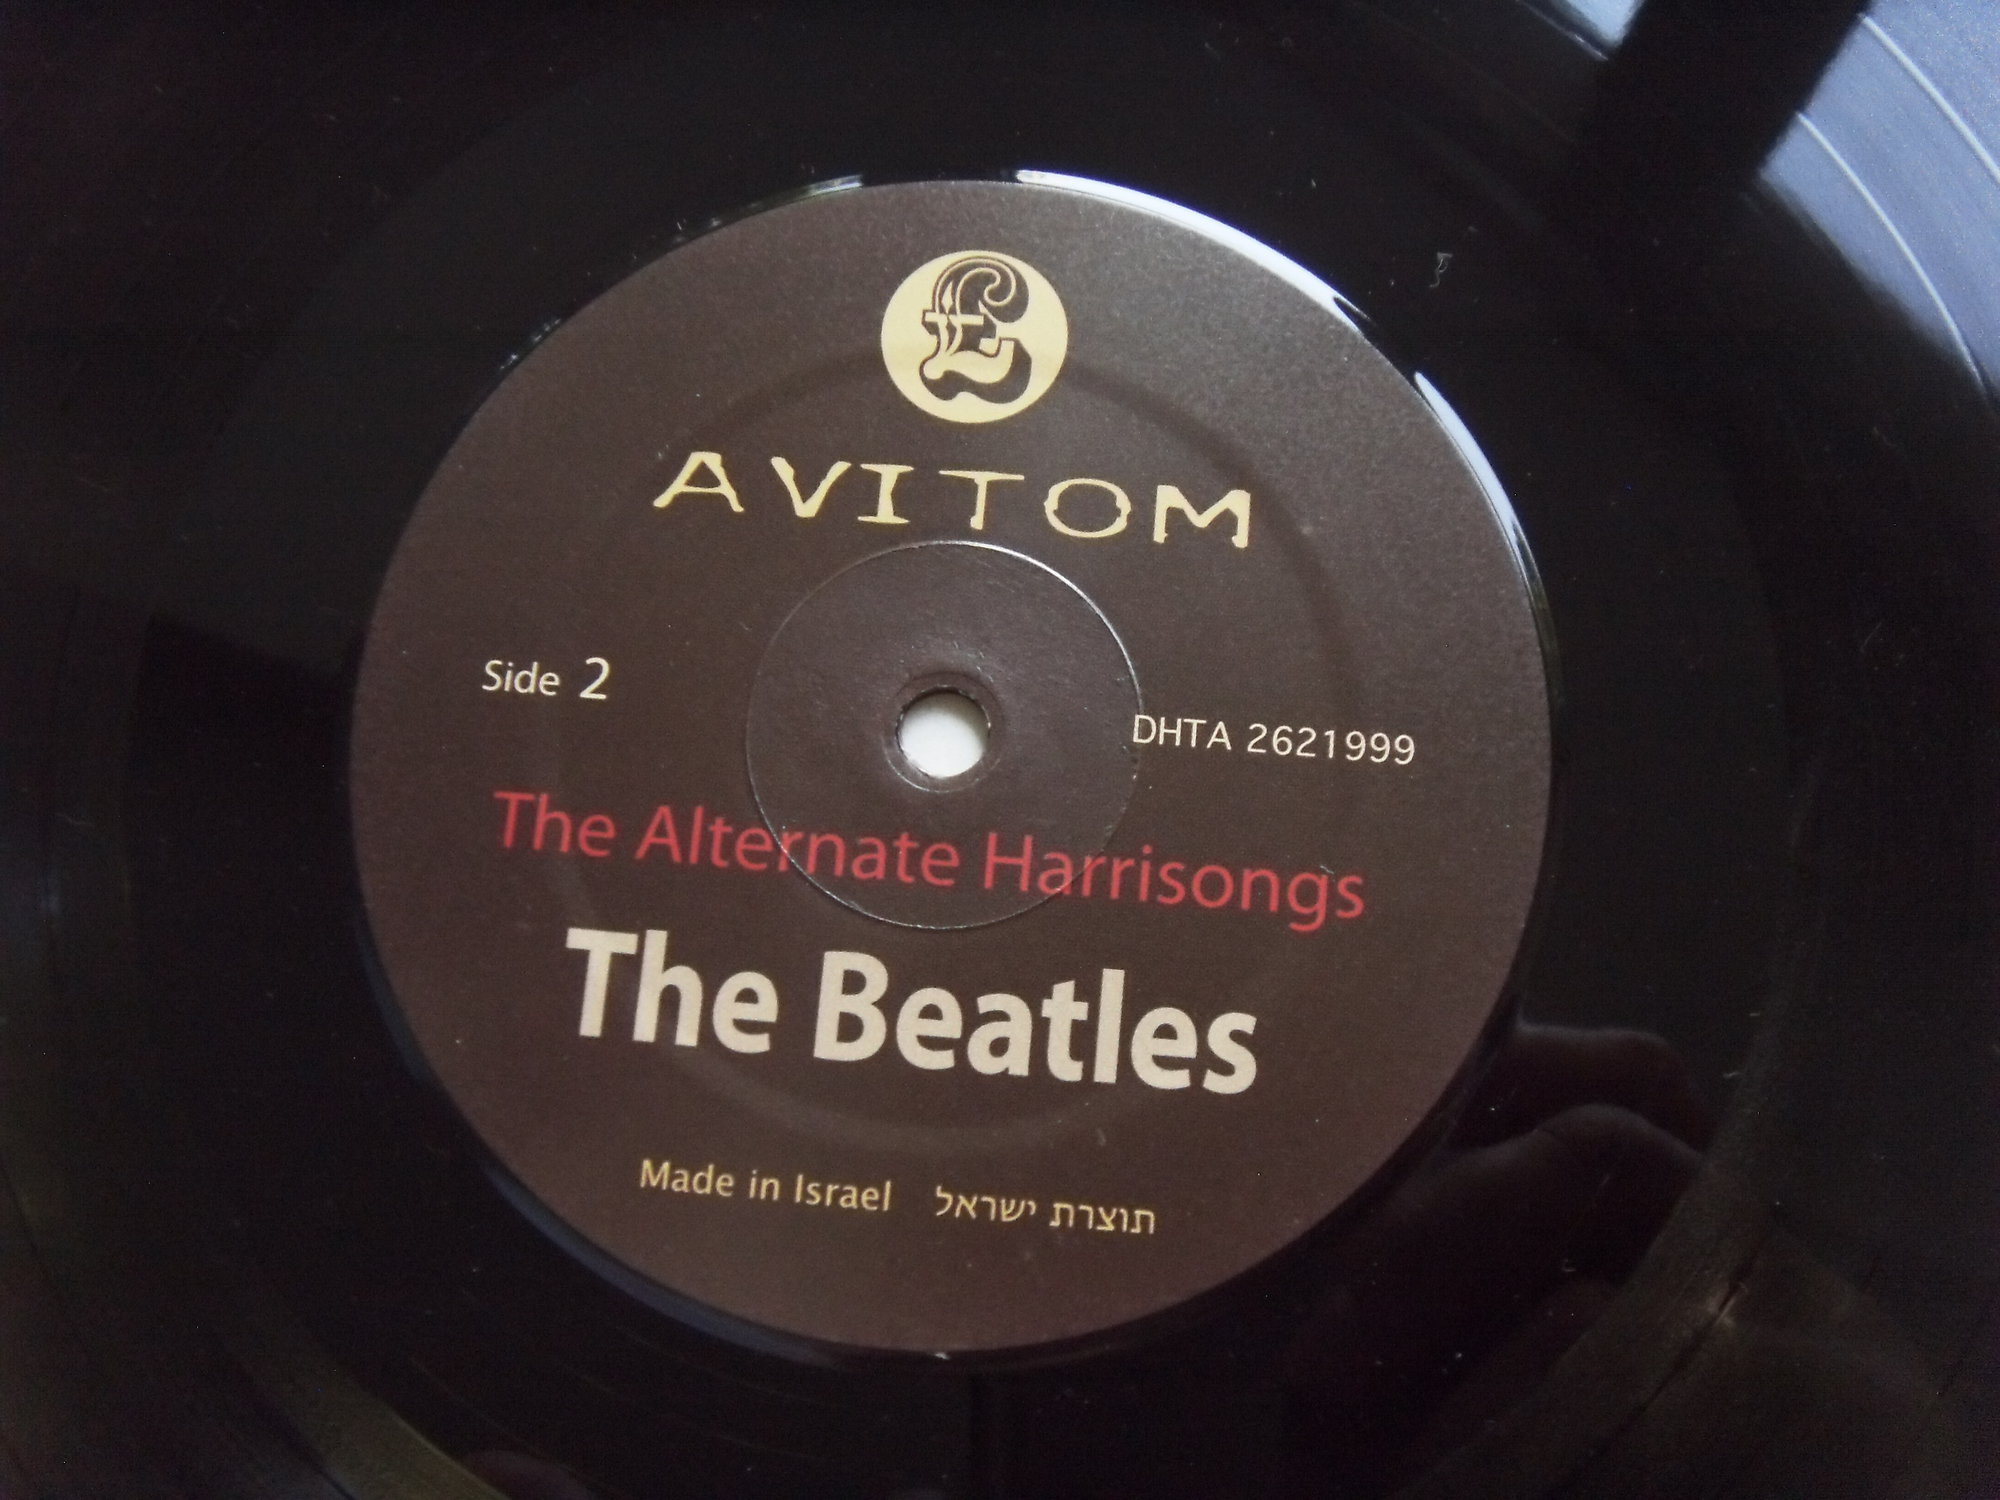 £
AVITOM
Side 2
DHTA 2621999
The Alternate Harrisongs
The Beatles
Made in Israel תוצרת ישראל